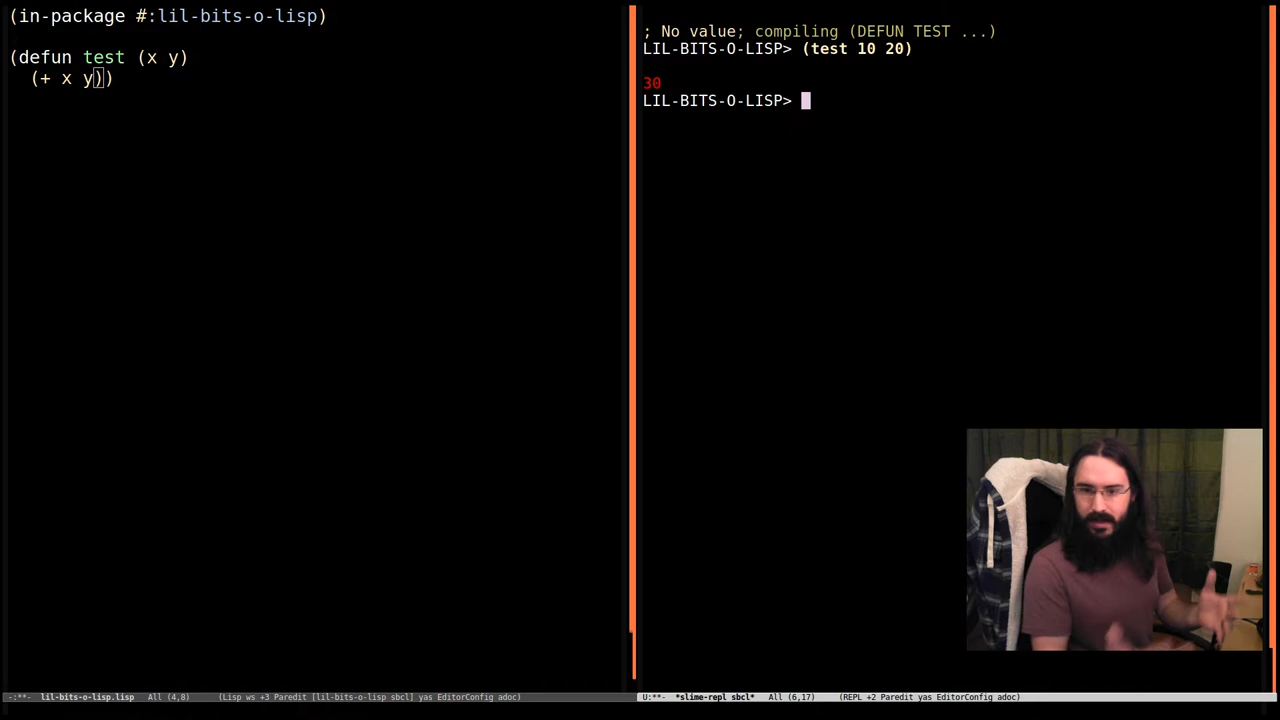 (in-package #:lil-bits-o-lisp)
(defun test (x y)
(+ x y))
-:**- lil-bits-o-lisp.lisp All (4,8) (Lisp ws +3 Paredit [lil-bits-o-lisp sbcl] yas EditorConfig adoc)
; No value; compiling (DEFUN TEST ...)
LIL-BITS-O-LISP> (test 10 20)
30
LIL-BITS-O-LISP>
U:**- *slime-repl sbcl* All (6,17) (REPL +2 Paredit yas EditorConfig adoc)